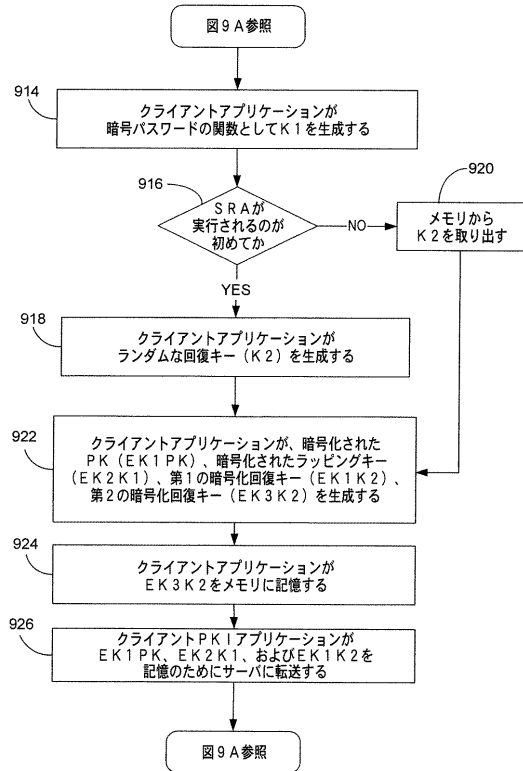 図９Ａ参照
914
クライアントアプリケーションが
暗号パスワードの関数としてＫ１を生成する
916
ＳＲＡが
実行されるのが
初めてか
NO
920
メモリから
Ｋ２を取り出す
YES
918
クライアントアプリケーションが
ランダムな回復キー（Ｋ２）を生成する
922
クライアントアプリケーションが、暗号化された
ＰＫ（ＥＫ１ＰＫ）、暗号化されたラッピングキー
（ＥＫ２Ｋ１）、第１の暗号化回復キー（ＥＫ１Ｋ２）、
第２の暗号化回復キー（ＥＫ３Ｋ２）を生成する
924
クライアントアプリケーションが
ＥＫ３Ｋ２をメモリに記憶する
926
クライアントＰＫＩアプリケーションが
ＥＫ１ＰＫ、ＥＫ２Ｋ１、およびＥＫ１Ｋ２を
記憶のためにサーバに転送する
図９Ａ参照